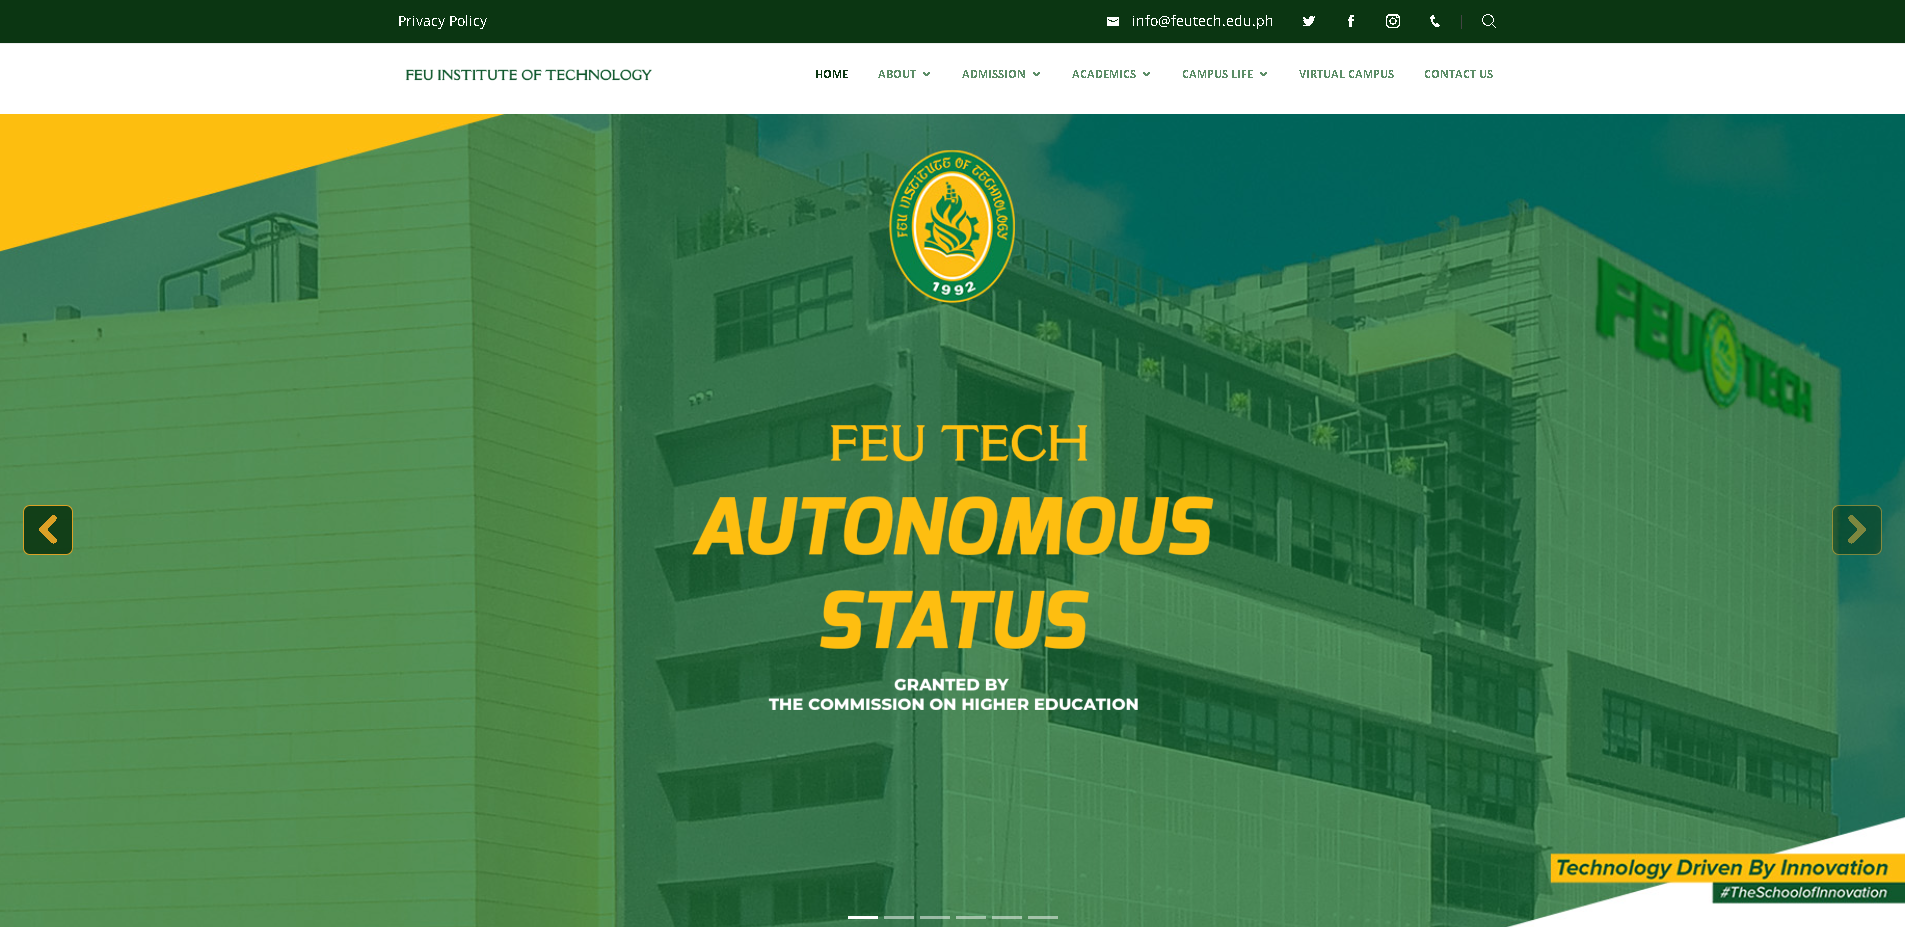 Privacy Policy
info@feutech.edu.ph
FEU INSTITUTE OF TECHNOLOGY
HOME
ABOUT
ADMISSION
ACADEMICS
CAMPUS LIFE
VIRTUAL CAMPUS
CONTACT US
FEU INSTITUTE OF TECHNOLOGY
1992
FEU TECH
FEU TECH
AUTONOMOUS
STATUS
GRANTED BY
THE COMMISSION ON HIGHER EDUCATION
Technology Driven By Innovation
#TheSchoolofInnovation